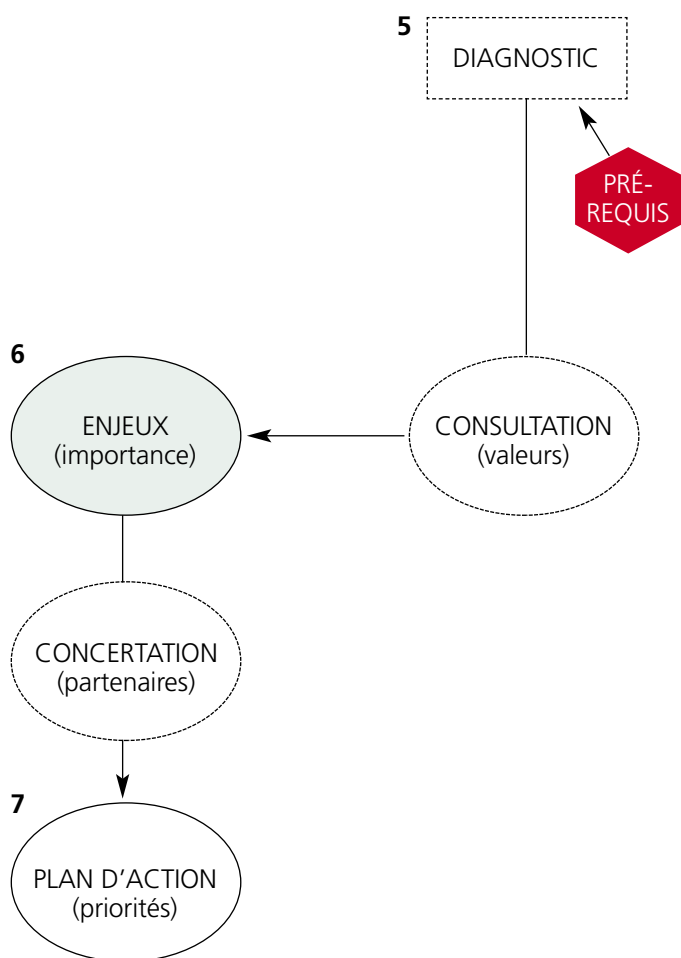 5
DIAGNOSTIC
PRÉ-
REQUIS
6
ENJEUX
(importance)
CONSULTATION
(valeurs)
CONCERTATION
(partenaires)
7
PLAN D’ACTION
(priorités)